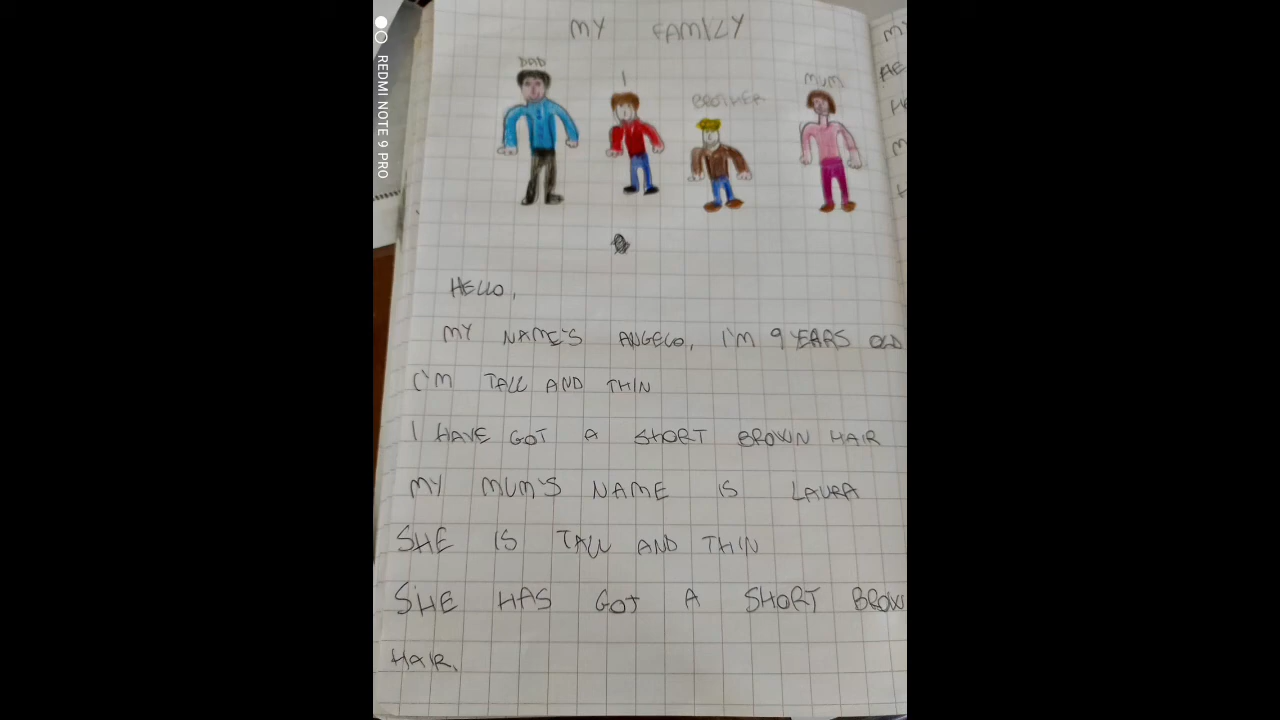 MY FAMILY
DAD
I
BROTHER
MUM
HELLO,
MY NAME'S ANGELO, I'M 9 YEARS OLD
I'M TALL AND THIN
I HAVE GOT A SHORT BROWN HAIR
MY MUM'S NAME IS LAURA
SHE IS TALL AND THIN
SHE HAS GOT A SHORT BROWN
HAIR.
REDMI NOTE 9 PRO